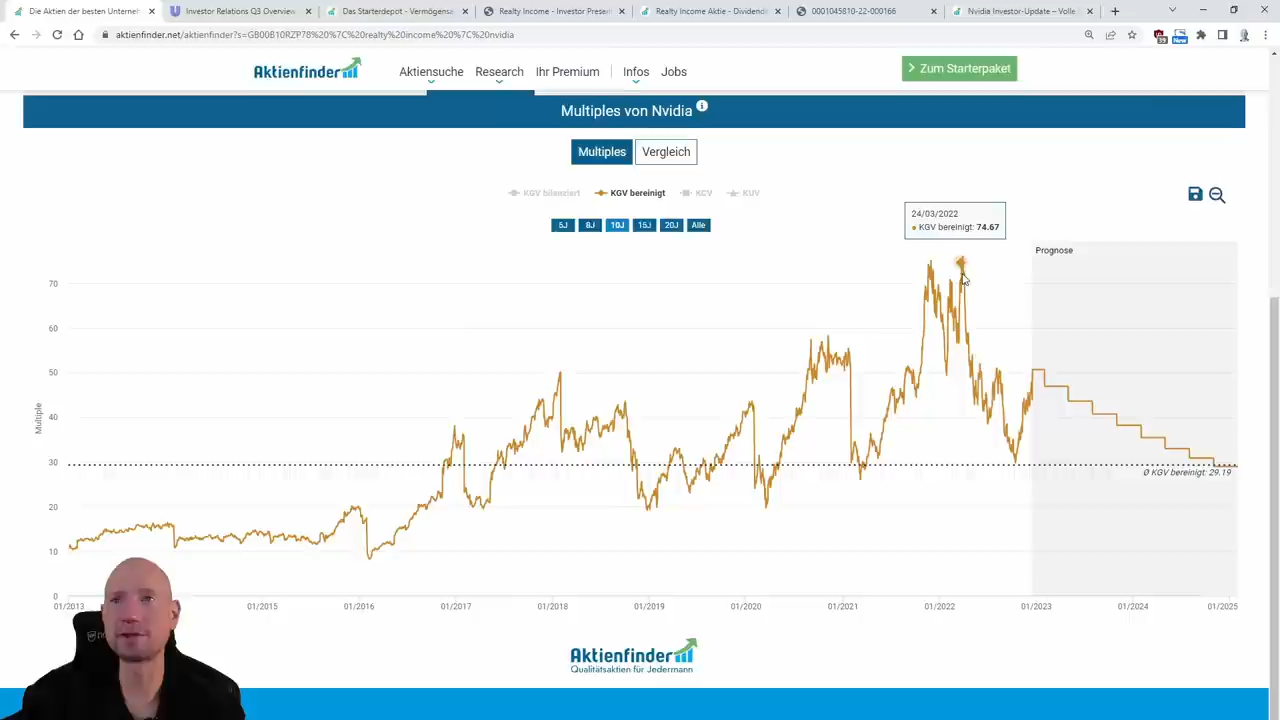 Die Aktien der besten Unterneh
Investor Relations Q3 Overview
Das Starterdepot - Vermögense
Realty Income - Investor Presen
Realty Income Aktie - Dividend
0001045810-22-000166
Nvidia Investor-Update – Volle
aktienfinder.net/aktienfinder?s=GB00B10RZP78%20%7C%20realty%20income%20%7C%20nvidia
39
New
Aktienfinder
Aktiensuche
Research
Ihr Premium
Infos
Jobs
Zum Starterpaket
Multiples von Nvidia
Multiples
Vergleich
KGV bilanziert
KGV bereinigt
KCV
KUV
5J
8J
10J
15J
20J
Alle
24/03/2022
KGV bereinigt: 74.67
Prognose
70
60
50
40
30
20
10
0
Multiple
Ø KGV bereinigt: 29.19
01/2013
01/2015
01/2016
01/2017
01/2018
01/2019
01/2020
01/2021
01/2022
01/2023
01/2024
01/2025
Aktienfinder
Qualitätsaktien für Jedermann